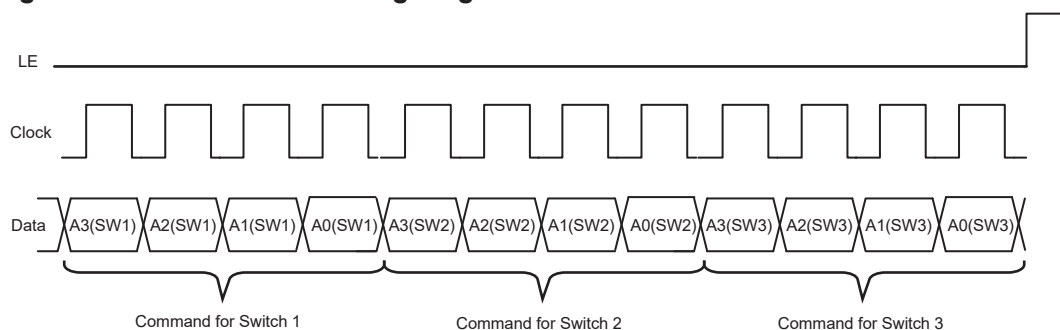 LE
Clock
Data A3(SW1) A2(SW1) A1(SW1) A0(SW1) A3(SW2) A2(SW2) A1(SW2) A0(SW2) A3(SW3) A2(SW3) A1(SW3) A0(SW3)
Command for Switch 1 Command for Switch 2 Command for Switch 3